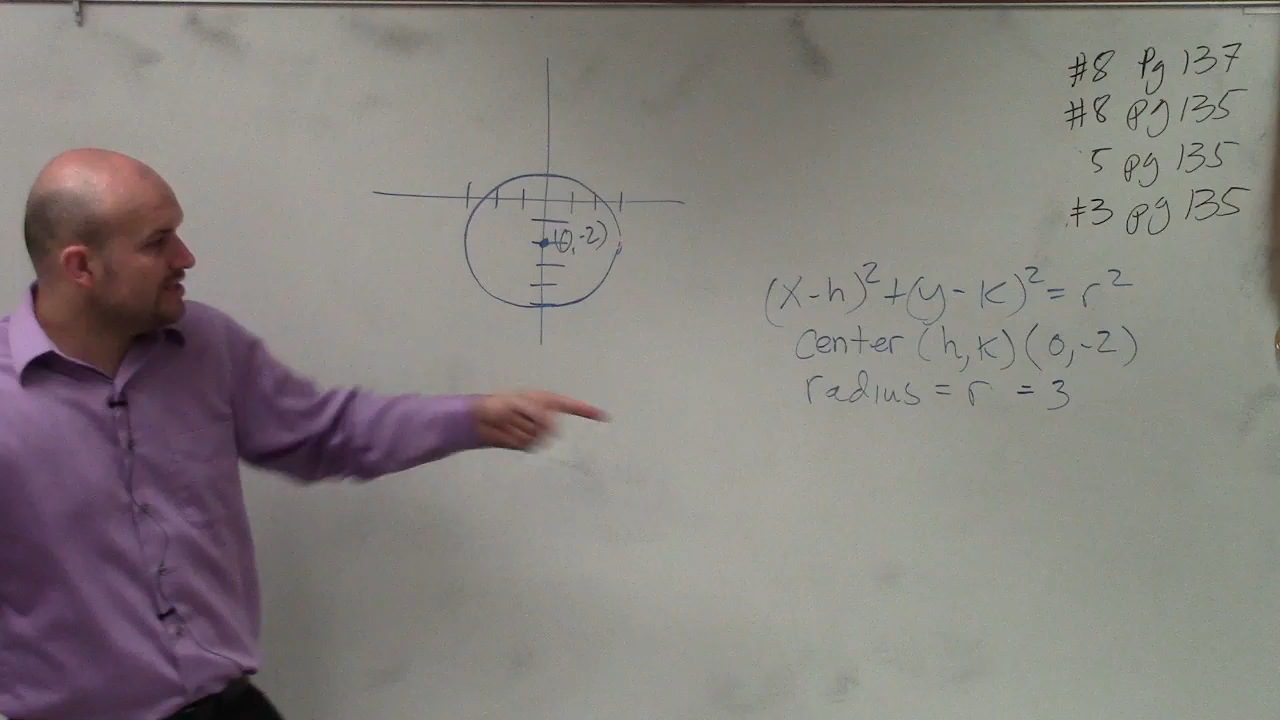 #8 Pg 137
#8 pg 135
5 pg 135
#3 pg 135
(0,-2)
(x-h)²+(y-k)²=r²
center (h,k) (0,-2)
radius = r = 3